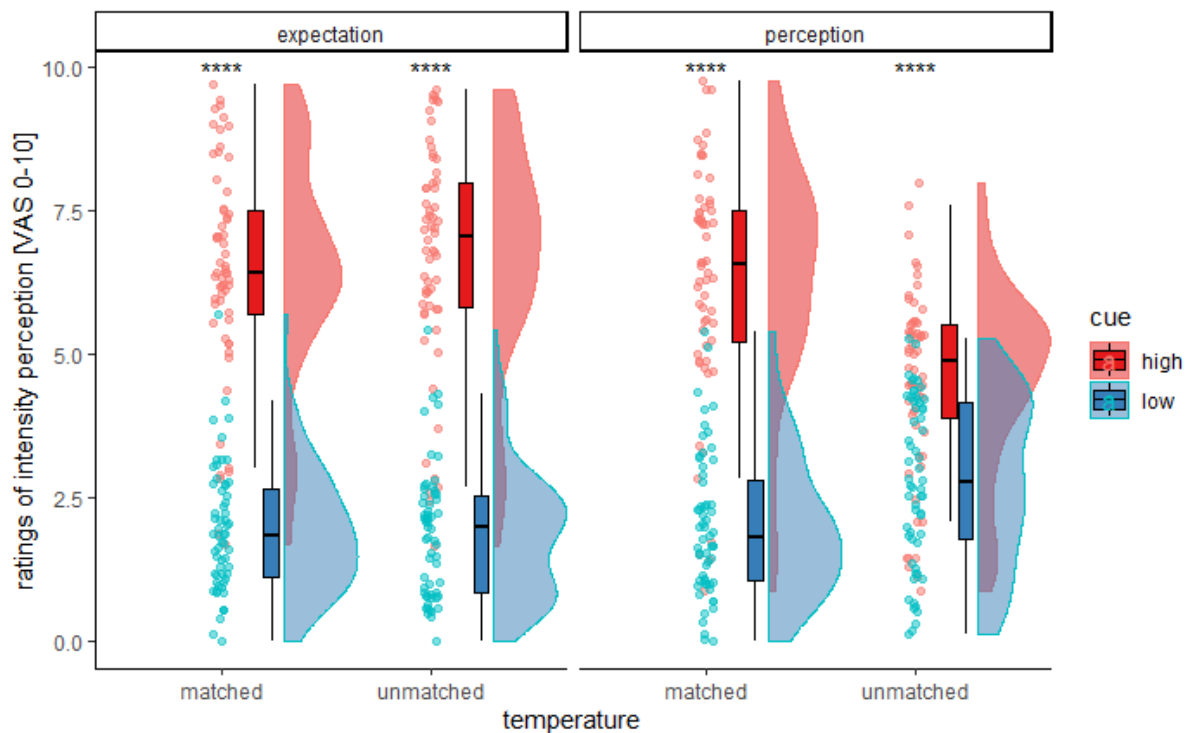 expectation
perception
**** **** **** ****
10.0
7.5
5.0
2.5
0.0
ratings of intensity perception [VAS 0-10]
matched
unmatched
matched
unmatched
temperature
cue
a high
a low